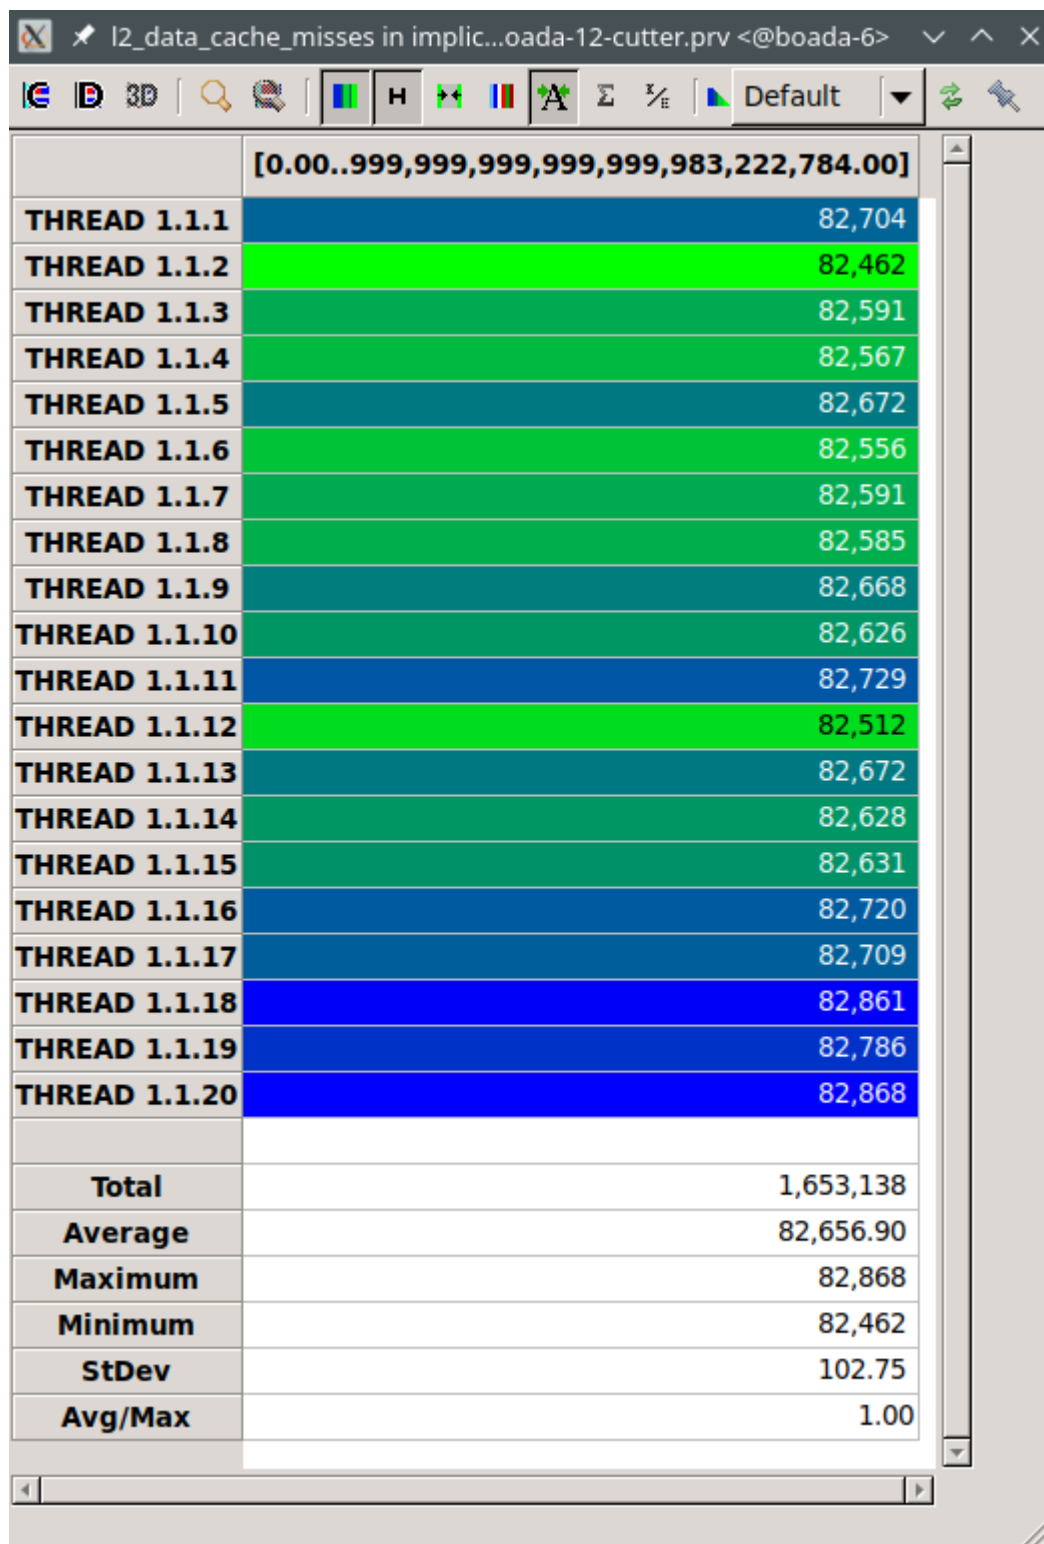 l2_data_cache_misses in implic...oada-12-cutter.prv <@boada-6>
3D Σ Default
[0.00..999,999,999,999,999,983,222,784.00]
THREAD 1.1.1 82,704
THREAD 1.1.2 82,462
THREAD 1.1.3 82,591
THREAD 1.1.4 82,567
THREAD 1.1.5 82,672
THREAD 1.1.6 82,556
THREAD 1.1.7 82,591
THREAD 1.1.8 82,585
THREAD 1.1.9 82,668
THREAD 1.1.10 82,626
THREAD 1.1.11 82,729
THREAD 1.1.12 82,512
THREAD 1.1.13 82,672
THREAD 1.1.14 82,628
THREAD 1.1.15 82,631
THREAD 1.1.16 82,720
THREAD 1.1.17 82,709
THREAD 1.1.18 82,861
THREAD 1.1.19 82,786
THREAD 1.1.20 82,868
Total 1,653,138
Average 82,656.90
Maximum 82,868
Minimum 82,462
StDev 102.75
Avg/Max 1.00